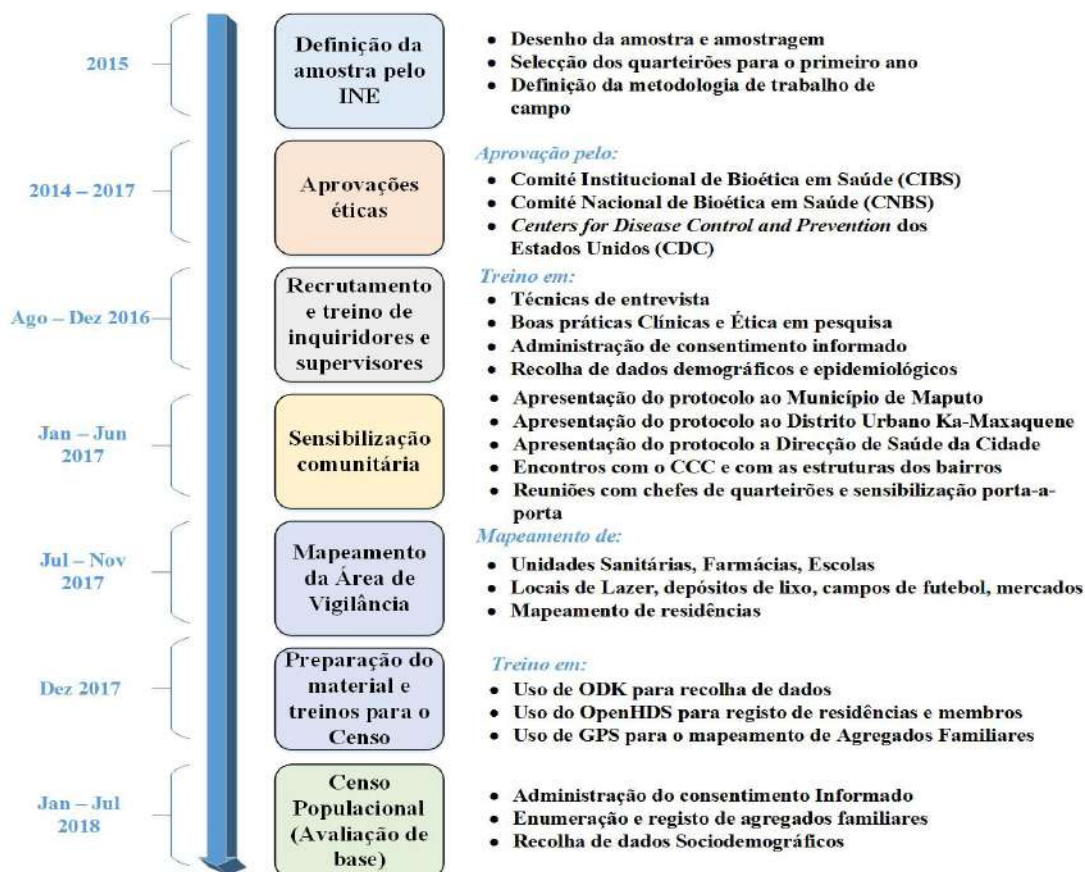 2015
Definição da
amostra pelo
INE
• Desenho da amostra e amostragem
• Selecção dos quarteirões para o primeiro ano
• Definição da metodologia de trabalho de
campo
2014 – 2017
Aprovações
éticas
Aprovação pelo:
• Comité Institucional de Bioética em Saúde (CIBS)
• Comité Nacional de Bioética em Saúde (CNBS)
• Centers for Disease Control and Prevention dos
Estados Unidos (CDC)
Ago – Dez 2016
Recrutamento
e treino de
inquiridores e
supervisores
Treino em:
• Técnicas de entrevista
• Boas práticas Clínicas e Ética em pesquisa
• Administração de consentimento informado
• Recolha de dados demográficos e epidemiológicos
Jan – Jun
2017
Sensibilização
comunitária
• Apresentação do protocolo ao Município de Maputo
• Apresentação do protocolo ao Distrito Urbano Ka-Maxaquene
• Apresentação do protocolo a Direcção de Saúde da Cidade
• Encontros com o CCC e com as estruturas dos bairros
• Reuniões com chefes de quarteirões e sensibilização porta-a-
porta
Jul – Nov
2017
Mapeamento
da Área de
Vigilância
Mapeamento de:
• Unidades Sanitárias, Farmácias, Escolas
• Locais de Lazer, depósitos de lixo, campos de futebol, mercados
• Mapeamento de residências
Dez 2017
Preparação do
material e
treinos para o
Censo
Treino em:
• Uso de ODK para recolha de dados
• Uso do OpenHDS para registo de residências e membros
• Uso de GPS para o mapeamento de Agregados Familiares
Jan – Jul
2018
Censo
Populacional
(Avaliação de
base)
• Administração do consentimento Informado
• Enumeração e registo de agregados familiares
• Recolha de dados Sociodemográficos